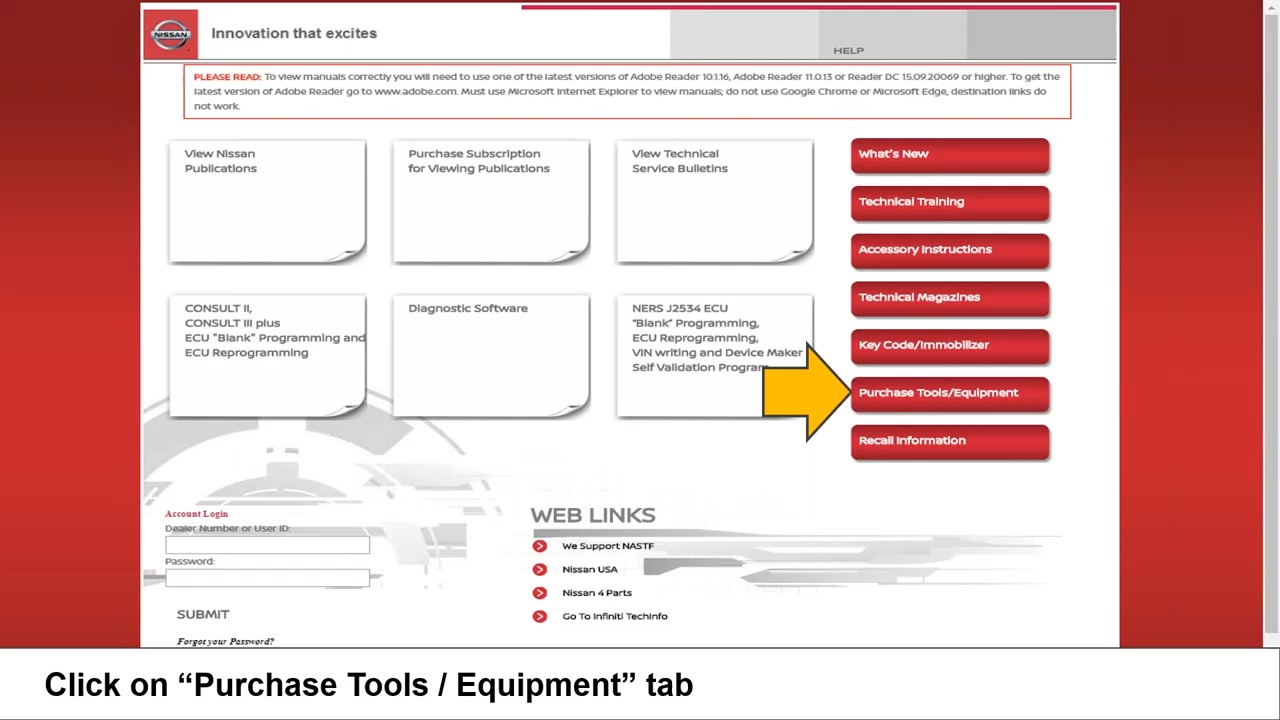 NISSAN
Innovation that excites
HELP
PLEASE READ: To view manuals correctly you will need to use one of the latest versions of Adobe Reader 10.1.16, Adobe Reader 11.0.13 or Reader DC 15.09.20069 or higher. To get the
latest version of Adobe Reader go to www.adobe.com. Must use Microsoft Internet Explorer to view manuals; do not use Google Chrome or Microsoft Edge, destination links do
not work.
View Nissan
Publications
Purchase Subscription
for Viewing Publications
View Technical
Service Bulletins
CONSULT II,
CONSULT III plus
ECU "Blank" Programming and
ECU Reprogramming
Diagnostic Software
NERS J2534 ECU
"Blank" Programming,
ECU Reprogramming,
VIN writing and Device Maker
Self Validation Program
What's New
Technical Training
Accessory Instructions
Technical Magazines
Key Code/Immobilizer
Purchase Tools/Equipment
Recall Information
Account Login
Dealer Number or User ID:
Password:
SUBMIT
Forgot your Password?
WEB LINKS
We Support NASTF
Nissan USA
Nissan 4 Parts
Go To Infiniti TechInfo
Click on “Purchase Tools / Equipment” tab